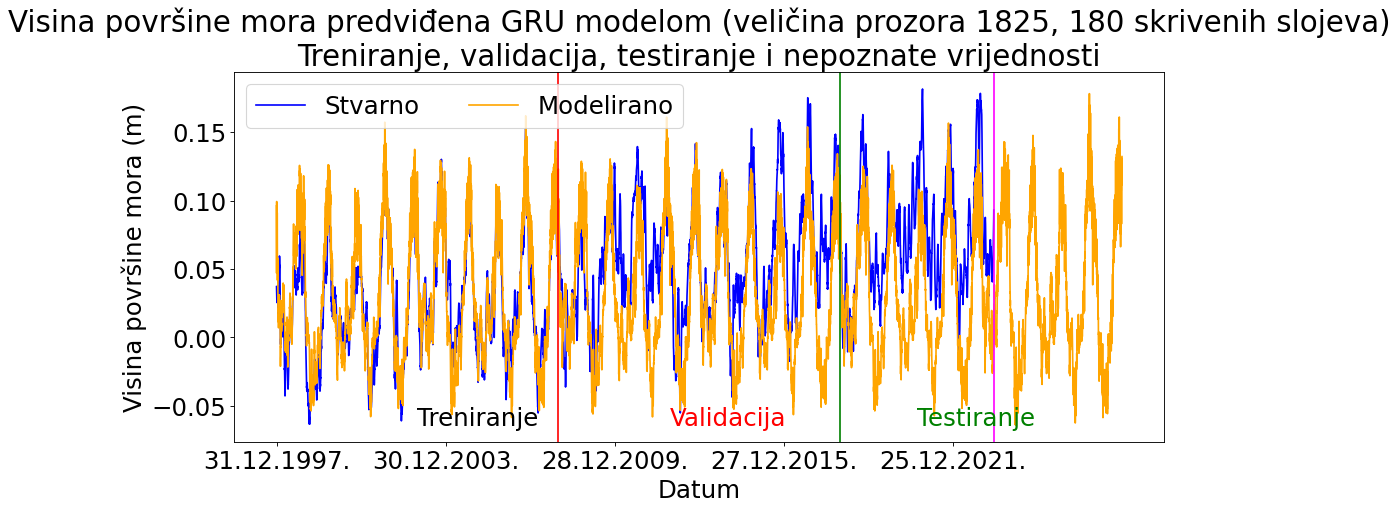 Visina površine mora predviđena GRU modelom (veličina prozora 1825, 180 skrivenih slojeva)
Treniranje, validacija, testiranje i nepoznate vrijednosti
Stvarno
Modelirano
Visina površine mora (m)
0.15
0.10
0.05
0.00
−0.05
Treniranje
Validacija
Testiranje
31.12.1997.
30.12.2003.
28.12.2009.
27.12.2015.
25.12.2021.
Datum